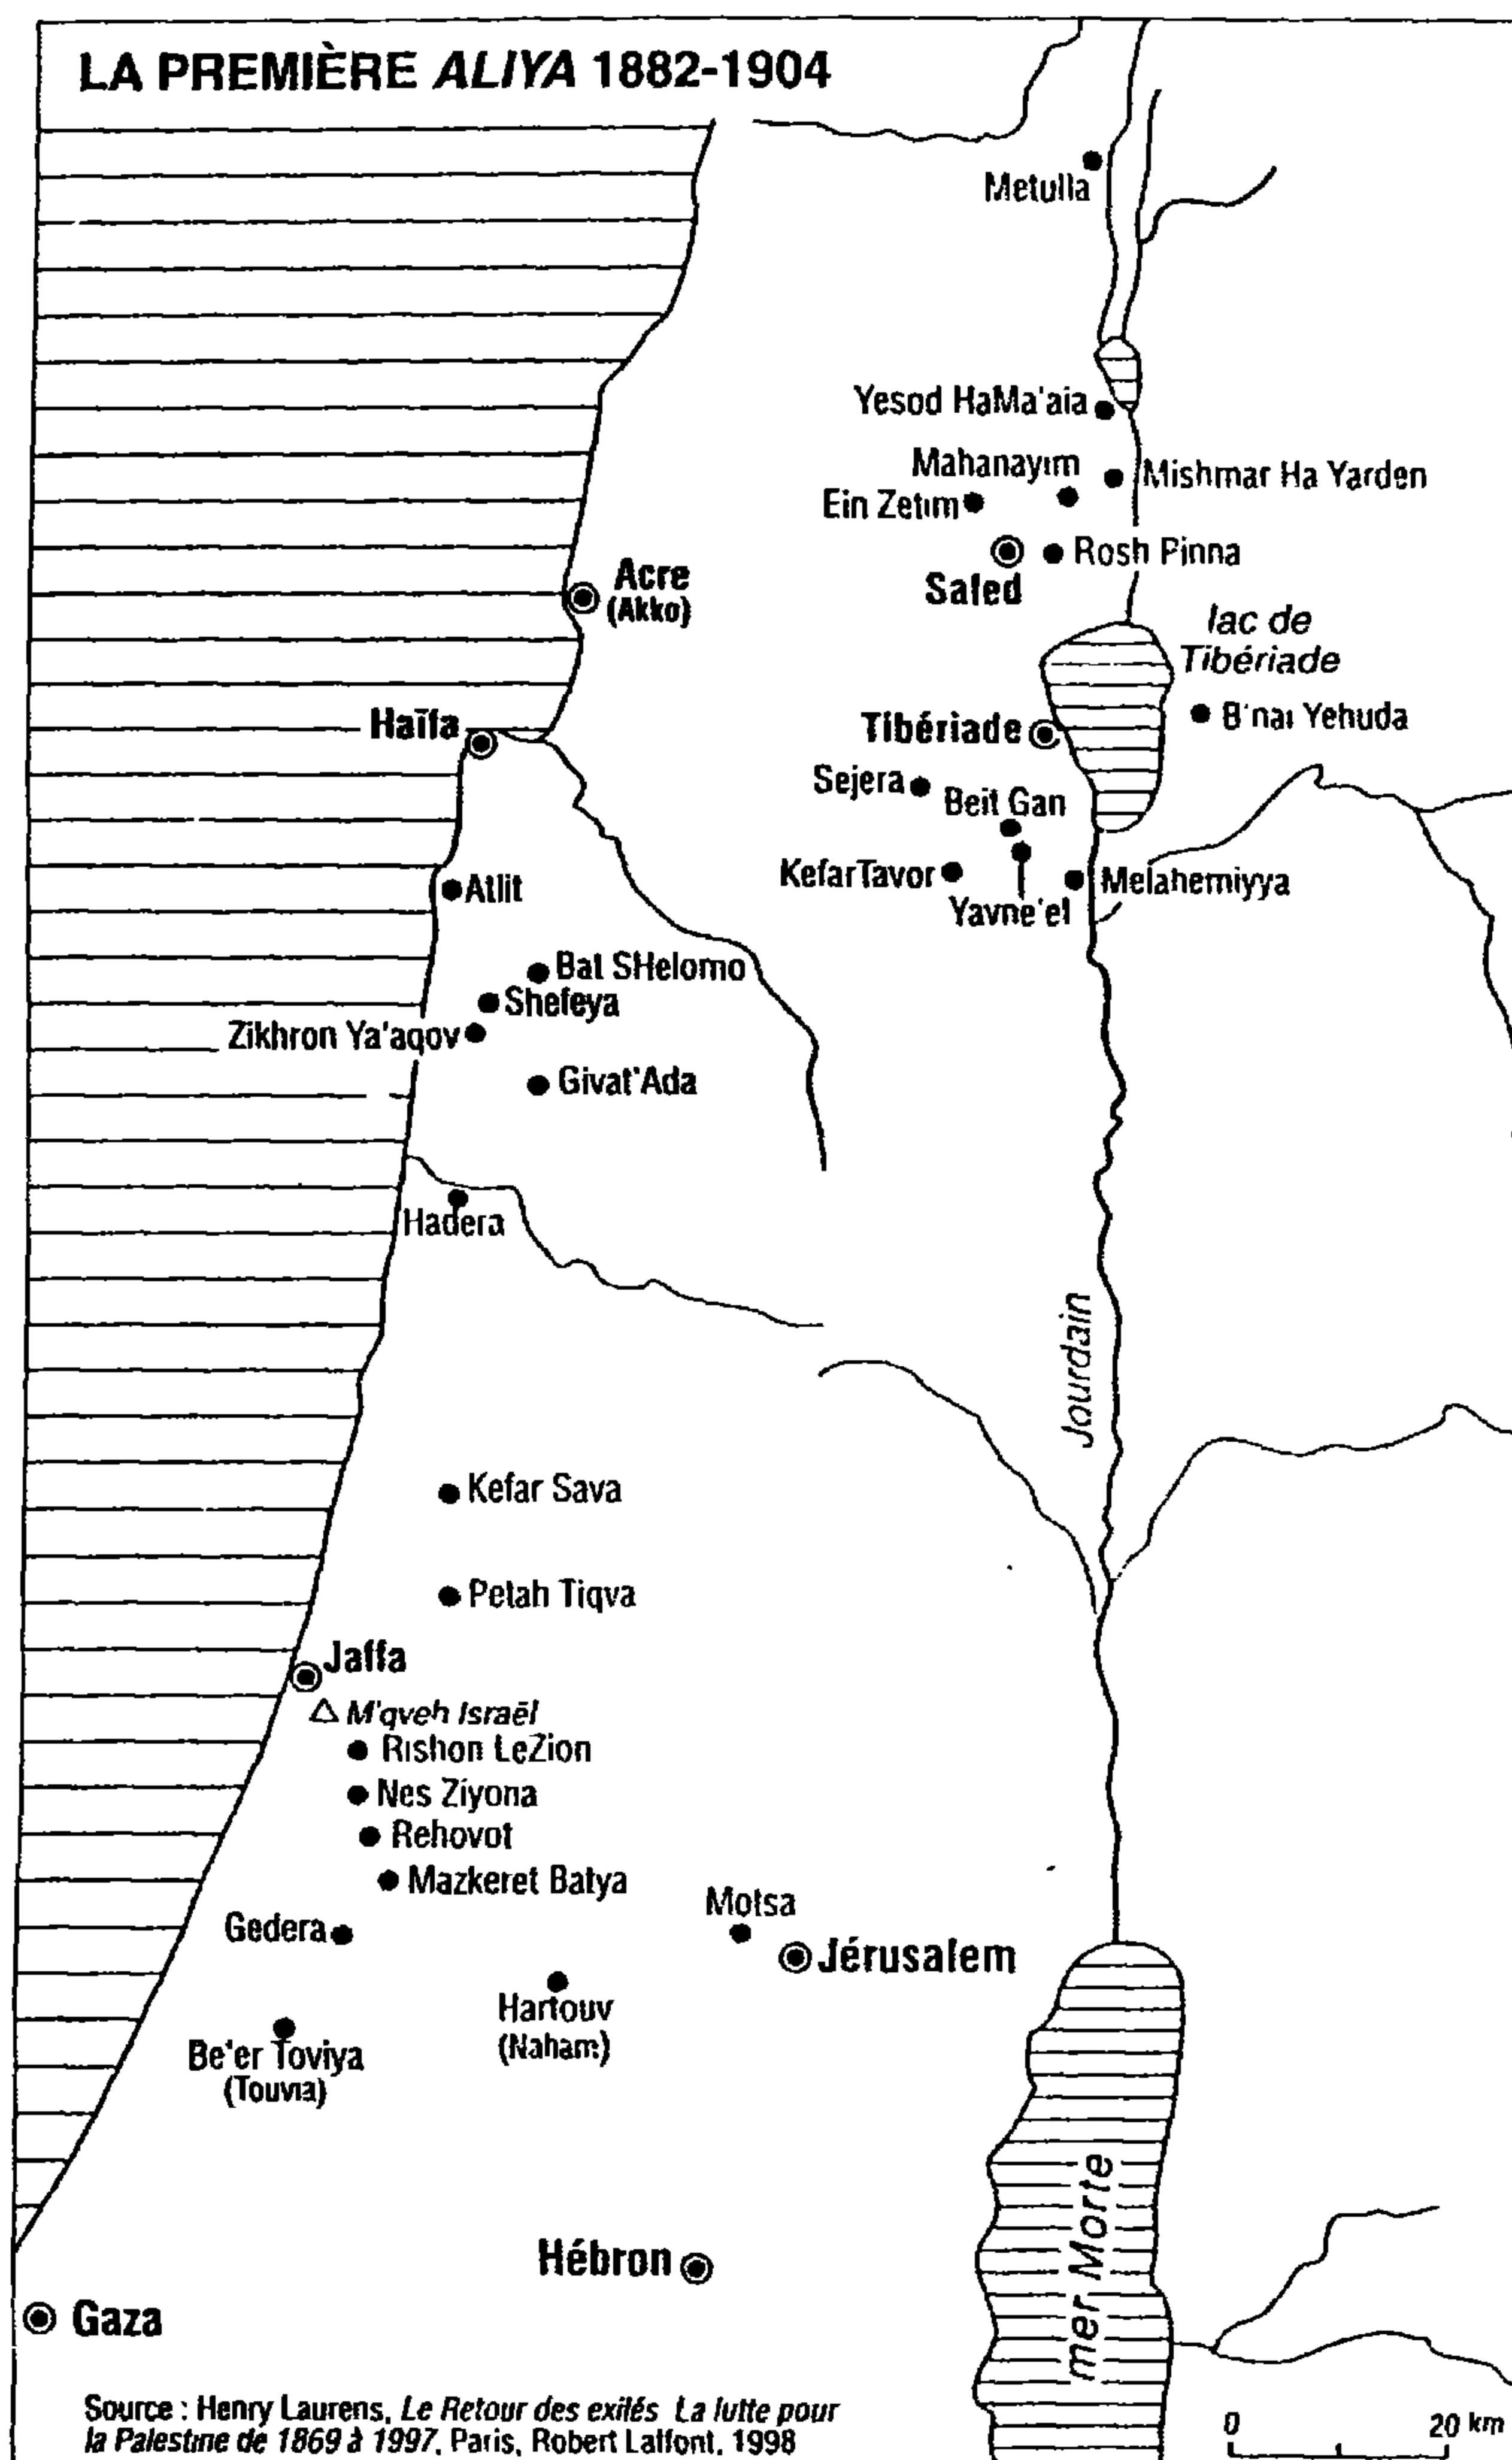 LA PREMIÈRE ALIYA 1882-1904
Metulla
Yesod HaMa'aia
Mahanayim
Mishmar Ha Yarden
Ein Zetim
Rosh Pinna
Safed
Acre
(Akko)
lac de
Tibériade
B'nai Yehuda
Haïfa
Tibériade
Sejera
Beit Gan
Kefar Tavor
Melahemiyya
Yavne'el
Atlit
Bat SHelomo
Shefeya
Zikhron Ya'aqov
Givat'Ada
Hadera
Jourdain
Kefar Sava
Petah Tiqva
Jaffa
M'qveh Israël
Rishon LeZion
Nes Ziyona
Rehovot
Mazkeret Batya
Gedera
Motsa
Jérusalem
Hartouv
(Naham)
Be'er Toviya
(Touvia)
mer Morte
Hébron
Gaza
Source : Henry Laurens, Le Retour des exilés La lutte pour
la Palestine de 1869 à 1997, Paris, Robert Laffont, 1998
0 20 km